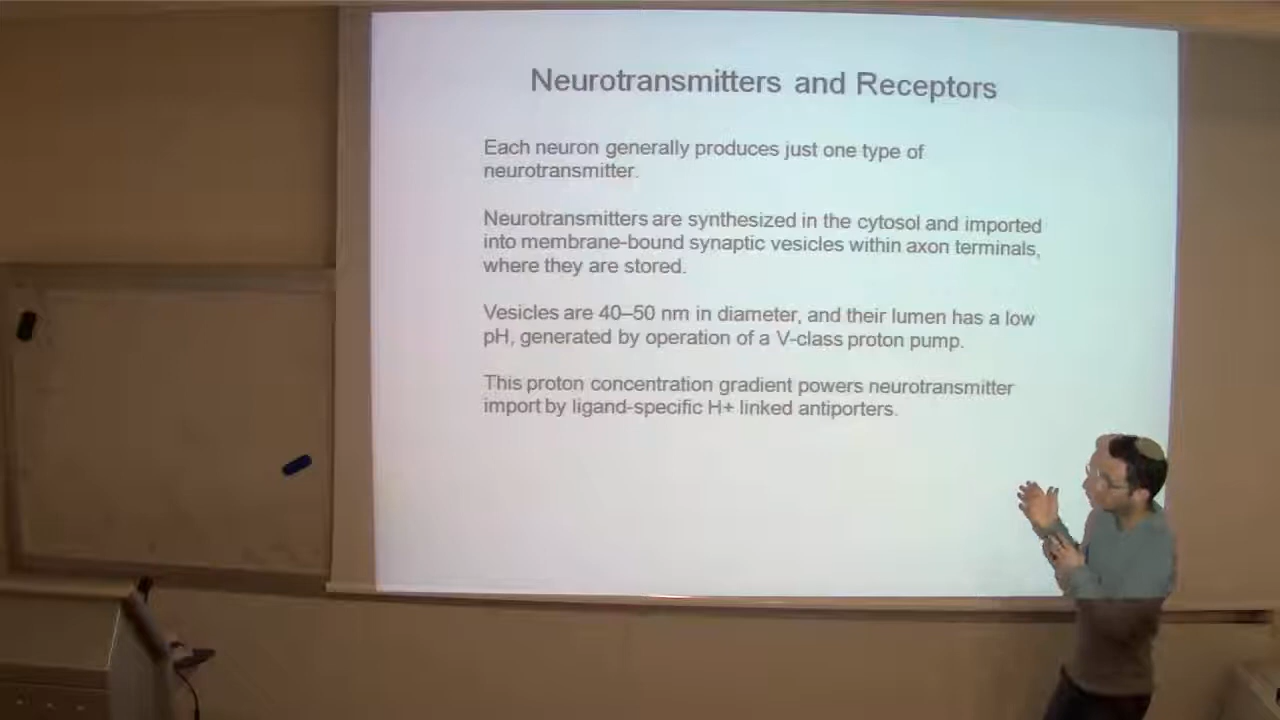 Neurotransmitters and Receptors
Each neuron generally produces just one type of
neurotransmitter.
Neurotransmitters are synthesized in the cytosol and imported
into membrane-bound synaptic vesicles within axon terminals,
where they are stored.
Vesicles are 40–50 nm in diameter, and their lumen has a low
pH, generated by operation of a V-class proton pump.
This proton concentration gradient powers neurotransmitter
import by ligand-specific H+ linked antiporters.